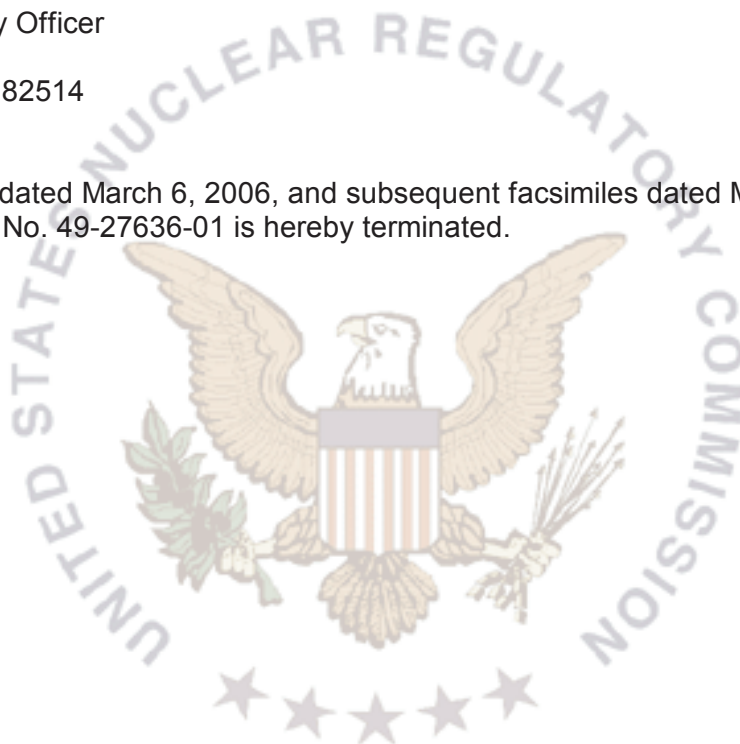 y Officer
82514
dated March 6, 2006, and subsequent facsimiles dated M
No. 49-27636-01 is hereby terminated.
UNITED STATES NUCLEAR REGULATORY COMMISSION